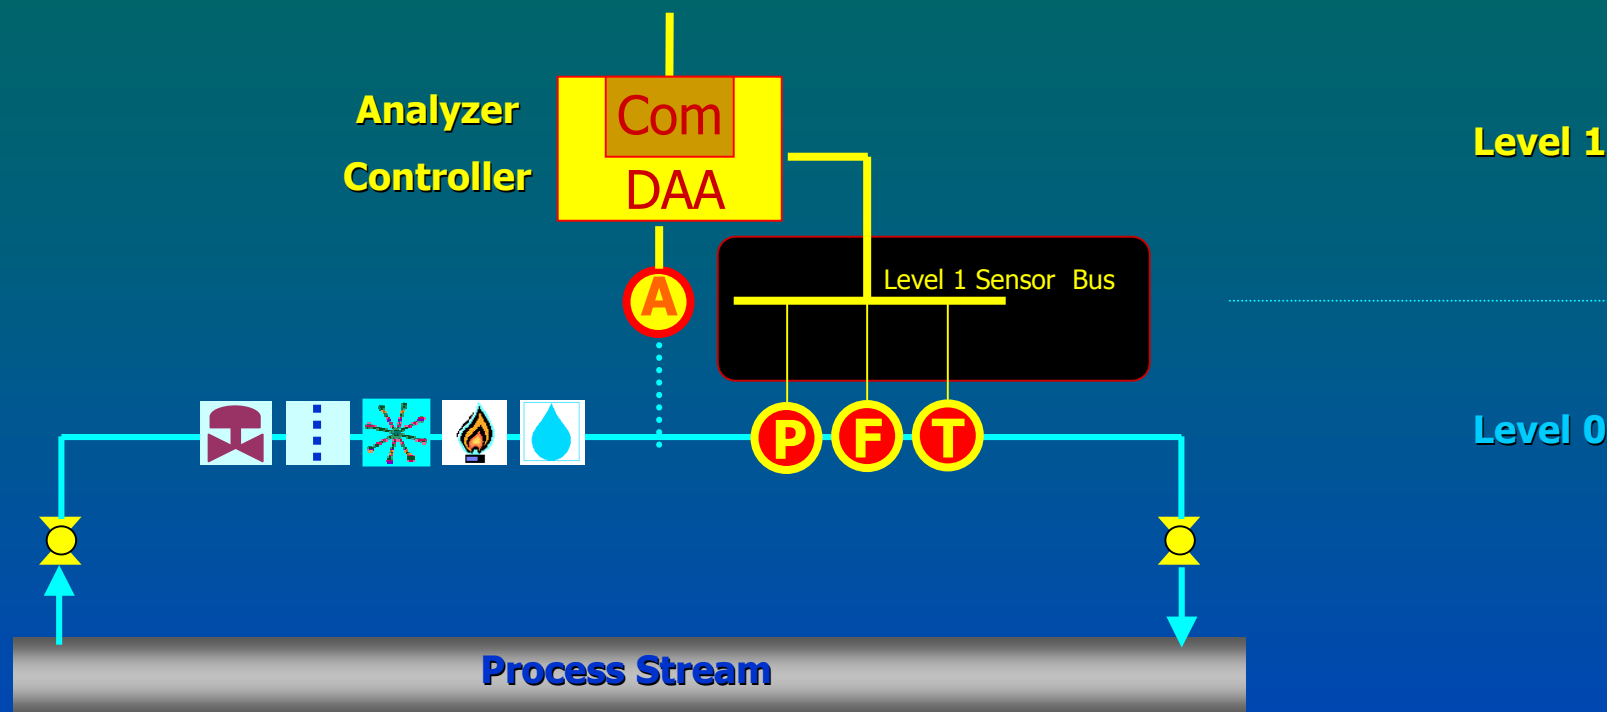 Analyzer
Controller
Com
DAA
Level 1
Level 1 Sensor  Bus
A
P
F
T
Level 0
Process Stream